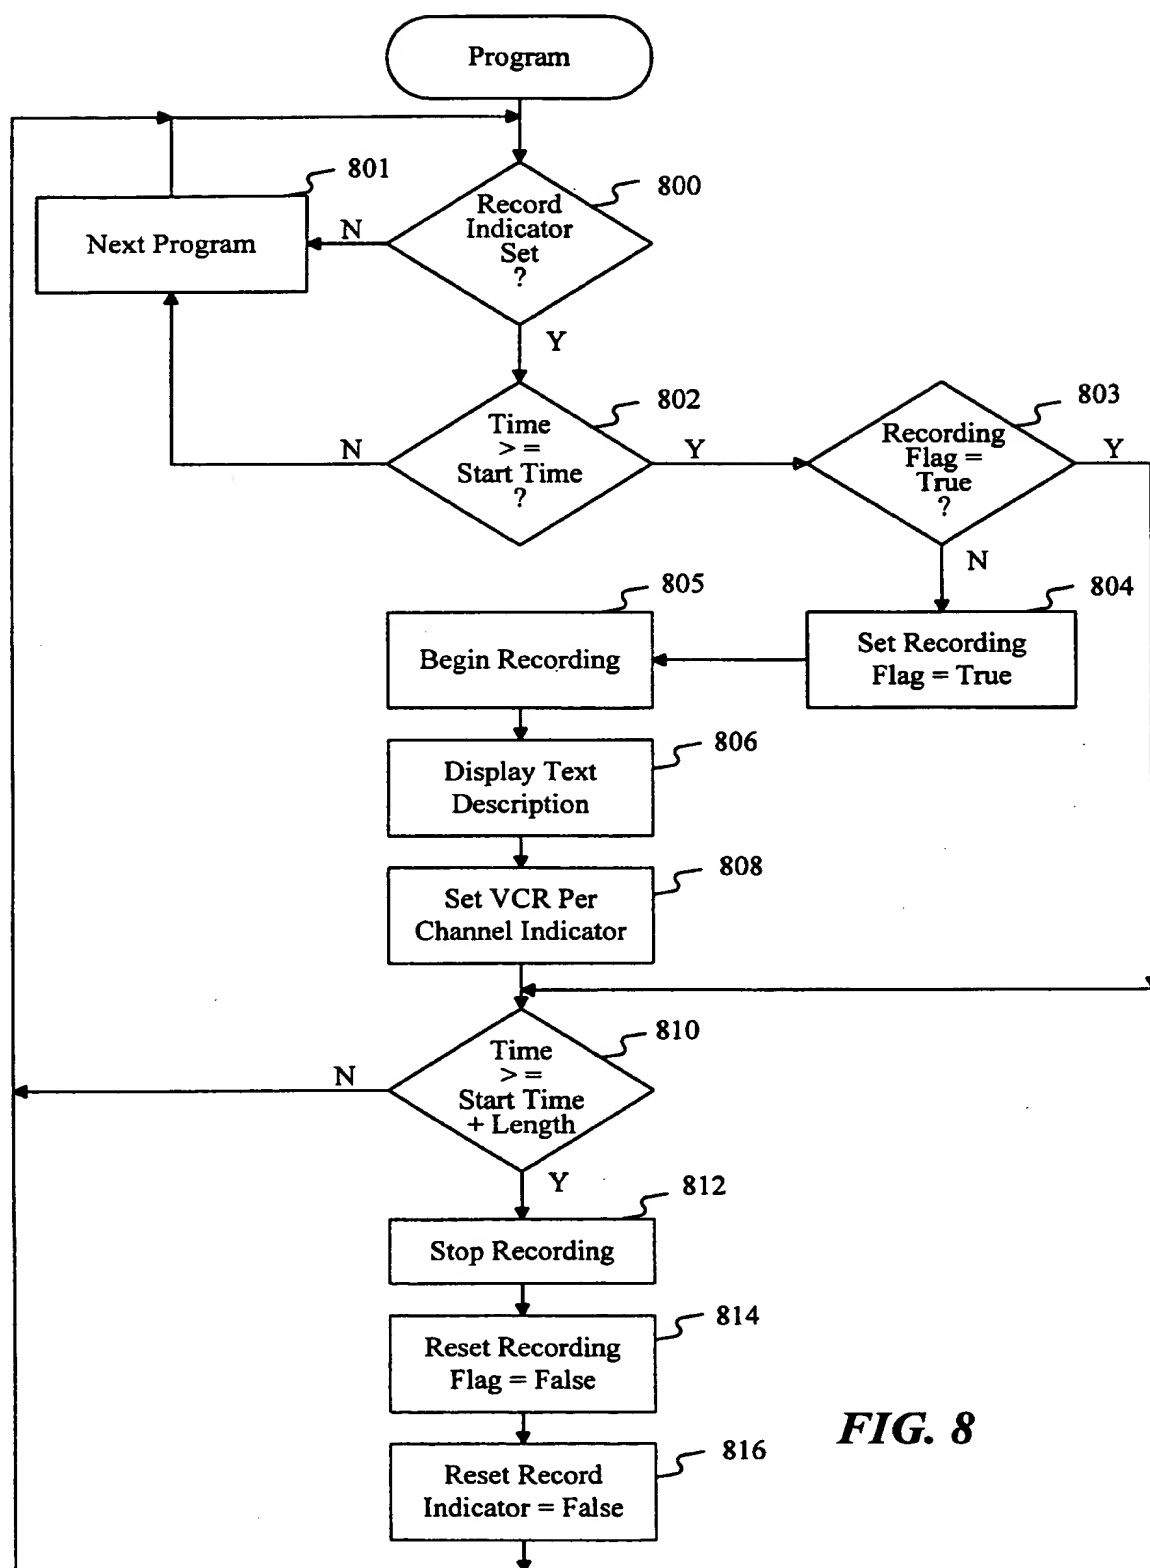 Program
801
800
Record
Indicator
Set
?
N
Next Program
Y
802
803
Time
>=
Start Time
?
N
Y
Recording
Flag =
True
?
Y
N
805
804
Begin Recording
Set Recording
Flag = True
806
Display Text
Description
808
Set VCR Per
Channel Indicator
810
Time
>=
Start Time
+ Length
N
Y
812
Stop Recording
814
Reset Recording
Flag = False
FIG. 8
816
Reset Record
Indicator = False